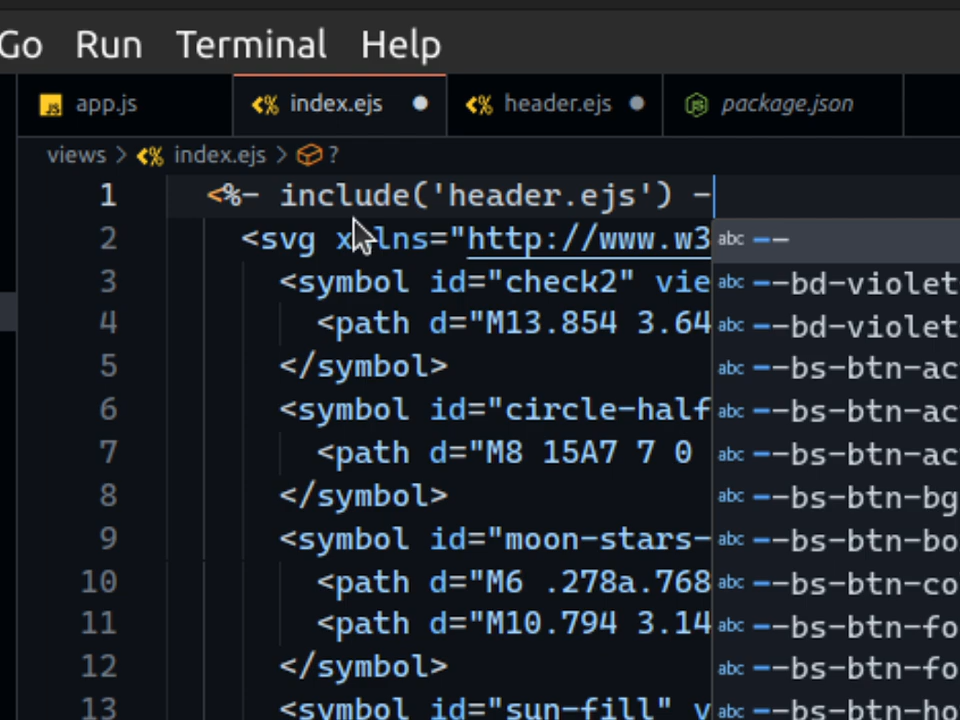 Go Run Terminal Help
JS app.js index.ejs header.ejs JS package.json
views > index.ejs > ?
1 <%- include('header.ejs') -
2 <svg xmlns="http://www.w3
3 <symbol id="check2" vie
4 <path d="M13.854 3.64
5 </symbol>
6 <symbol id="circle-half
7 <path d="M8 15A7 7 0
8 </symbol>
9 <symbol id="moon-stars-
10 <path d="M6 .278a.768
11 <path d="M10.794 3.14
12 </symbol>
13 <symbol id="sun-fill" v
abc --
abc --bd-violet
abc --bd-violet
abc --bs-btn-ac
abc --bs-btn-ac
abc --bs-btn-ac
abc --bs-btn-bg
abc --bs-btn-bo
abc --bs-btn-co
abc --bs-btn-fo
abc --bs-btn-fo
abc --bs-btn-ho